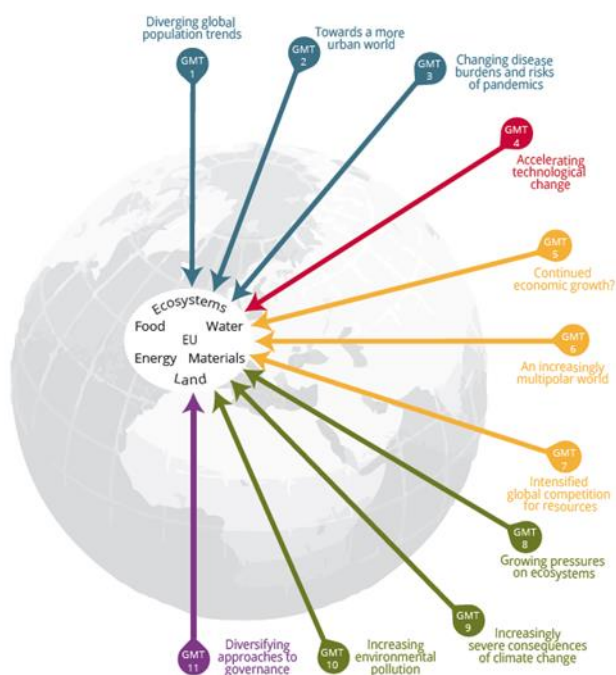 Diverging global
population trends
GMT
1
Towards a more
urban world
GMT
2
Changing disease
burdens and risks
of pandemics
GMT
3
GMT
4
Accelerating
technological
change
GMT
5
Continued
economic growth?
GMT
6
An increasingly
multipolar world
GMT
7
Intensified
global competition
for resources
GMT
8
Growing pressures
on ecosystems
GMT
9
Increasingly
severe consequences
of climate change
GMT
10
Increasing
environmental
pollution
GMT
11
Diversifying
approaches to
governance
Ecosystems
Food Water
EU
Energy Materials
Land